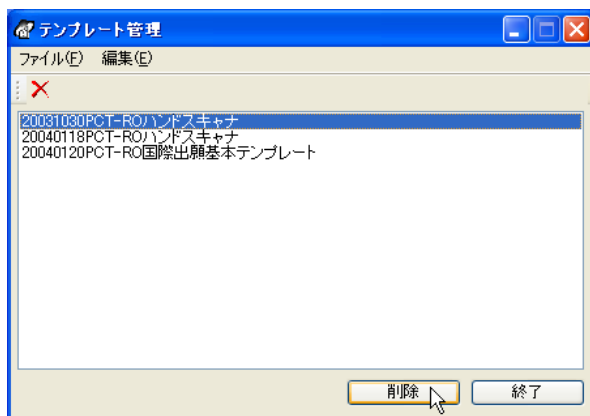 テンプレート管理
ファイル(F) 編集(E)
20031030PCT-ROハンドスキャナ
20040118PCT-ROハンドスキャナ
20040120PCT-RO国際出願基本テンプレート
削除 終了